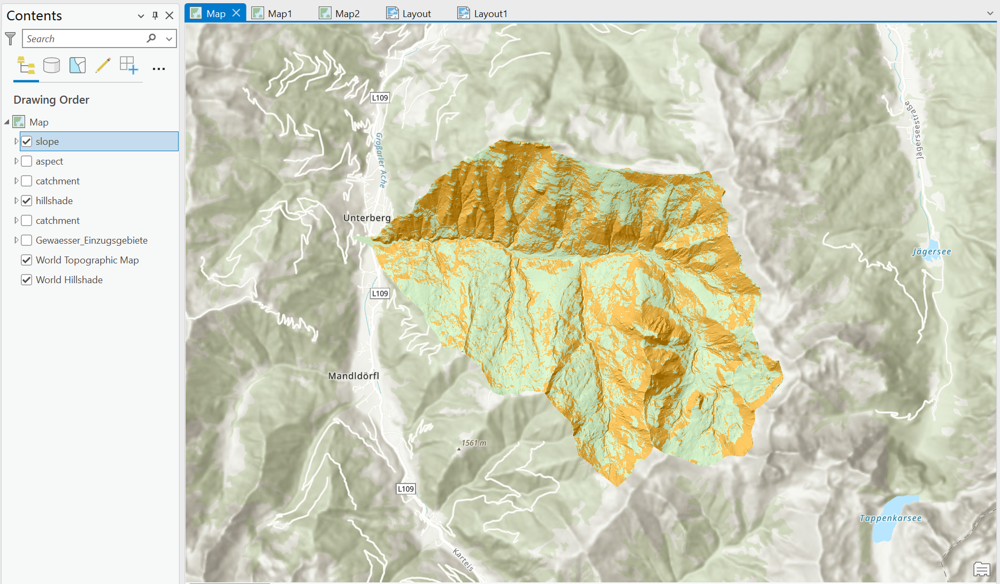 Contents
Search
Drawing Order
Map
slope
aspect
catchment
hillshade
catchment
Gewaesser_Einzugsgebiete
World Topographic Map
World Hillshade
Map
Map1
Map2
Layout
Layout1
L109
Großarler Ache
Jägerseestraße
Unterberg
Jägersee
L109
Mandldörfl
1561 m
L109
Tappenkarsee
Karteis